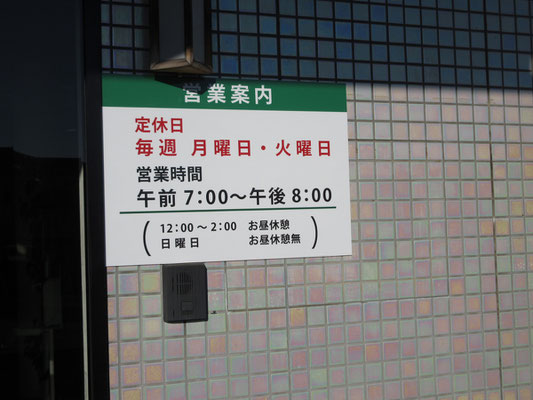 営業案内
定休日
毎週 月曜日・火曜日
営業時間
午前 7:00～午後 8:00
(12:00～2:00 お昼休憩
日曜日 お昼休憩無)